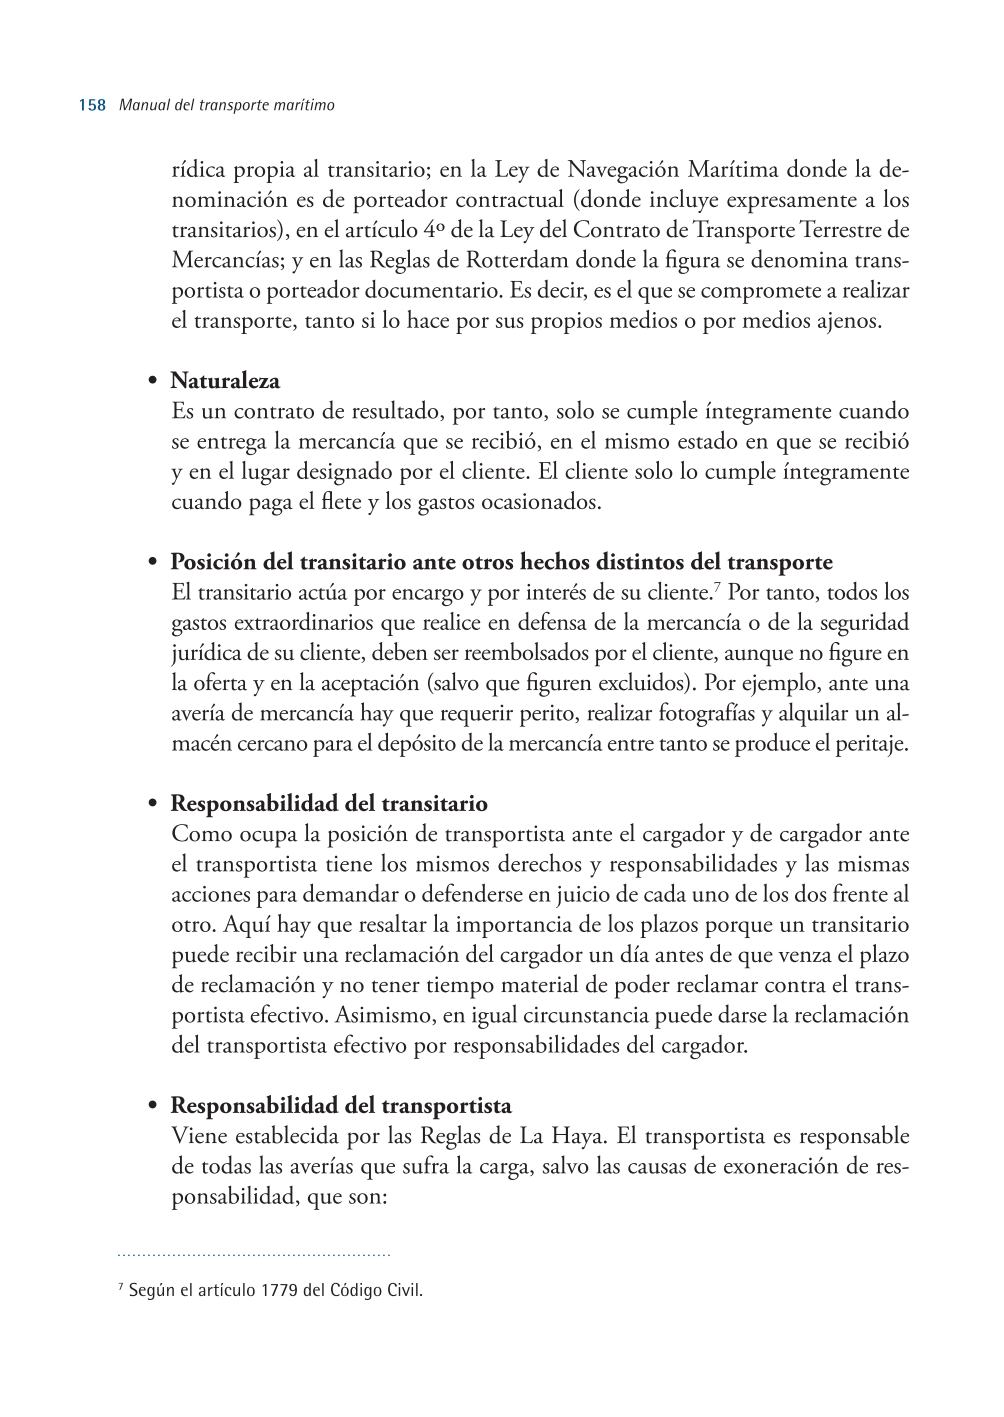 158 Manual del transporte marítimo
rídica propia al transitario; en la Ley de Navegación Marítima donde la de-
nominación es de porteador contractual (donde incluye expresamente a los
transitarios), en el artículo 4º de la Ley del Contrato de Transporte Terrestre de
Mercancías; y en las Reglas de Rotterdam donde la figura se denomina trans-
portista o porteador documentario. Es decir, es el que se compromete a realizar
el transporte, tanto si lo hace por sus propios medios o por medios ajenos.
• Naturaleza
Es un contrato de resultado, por tanto, solo se cumple íntegramente cuando
se entrega la mercancía que se recibió, en el mismo estado en que se recibió
y en el lugar designado por el cliente. El cliente solo lo cumple íntegramente
cuando paga el flete y los gastos ocasionados.
• Posición del transitario ante otros hechos distintos del transporte
El transitario actúa por encargo y por interés de su cliente.⁷ Por tanto, todos los
gastos extraordinarios que realice en defensa de la mercancía o de la seguridad
jurídica de su cliente, deben ser reembolsados por el cliente, aunque no figure en
la oferta y en la aceptación (salvo que figuren excluidos). Por ejemplo, ante una
avería de mercancía hay que requerir perito, realizar fotografías y alquilar un al-
macén cercano para el depósito de la mercancía entre tanto se produce el peritaje.
• Responsabilidad del transitario
Como ocupa la posición de transportista ante el cargador y de cargador ante
el transportista tiene los mismos derechos y responsabilidades y las mismas
acciones para demandar o defenderse en juicio de cada uno de los dos frente al
otro. Aquí hay que resaltar la importancia de los plazos porque un transitario
puede recibir una reclamación del cargador un día antes de que venza el plazo
de reclamación y no tener tiempo material de poder reclamar contra el trans-
portista efectivo. Asimismo, en igual circunstancia puede darse la reclamación
del transportista efectivo por responsabilidades del cargador.
• Responsabilidad del transportista
Viene establecida por las Reglas de La Haya. El transportista es responsable
de todas las averías que sufra la carga, salvo las causas de exoneración de res-
ponsabilidad, que son:
⁷ Según el artículo 1779 del Código Civil.